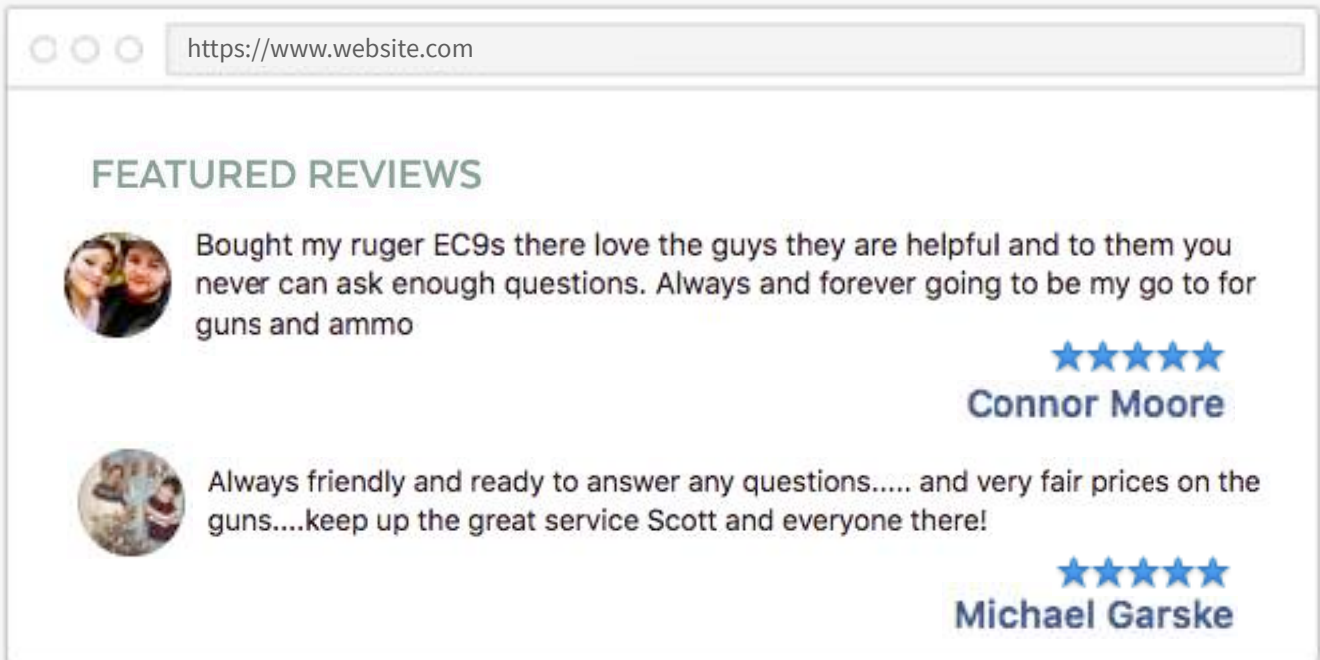 https://www.website.com
FEATURED REVIEWS
Bought my ruger EC9s there love the guys they are helpful and to them you
never can ask enough questions. Always and forever going to be my go to for
guns and ammo
Connor Moore
Always friendly and ready to answer any questions..... and very fair prices on the
guns....keep up the great service Scott and everyone there!
Michael Garske